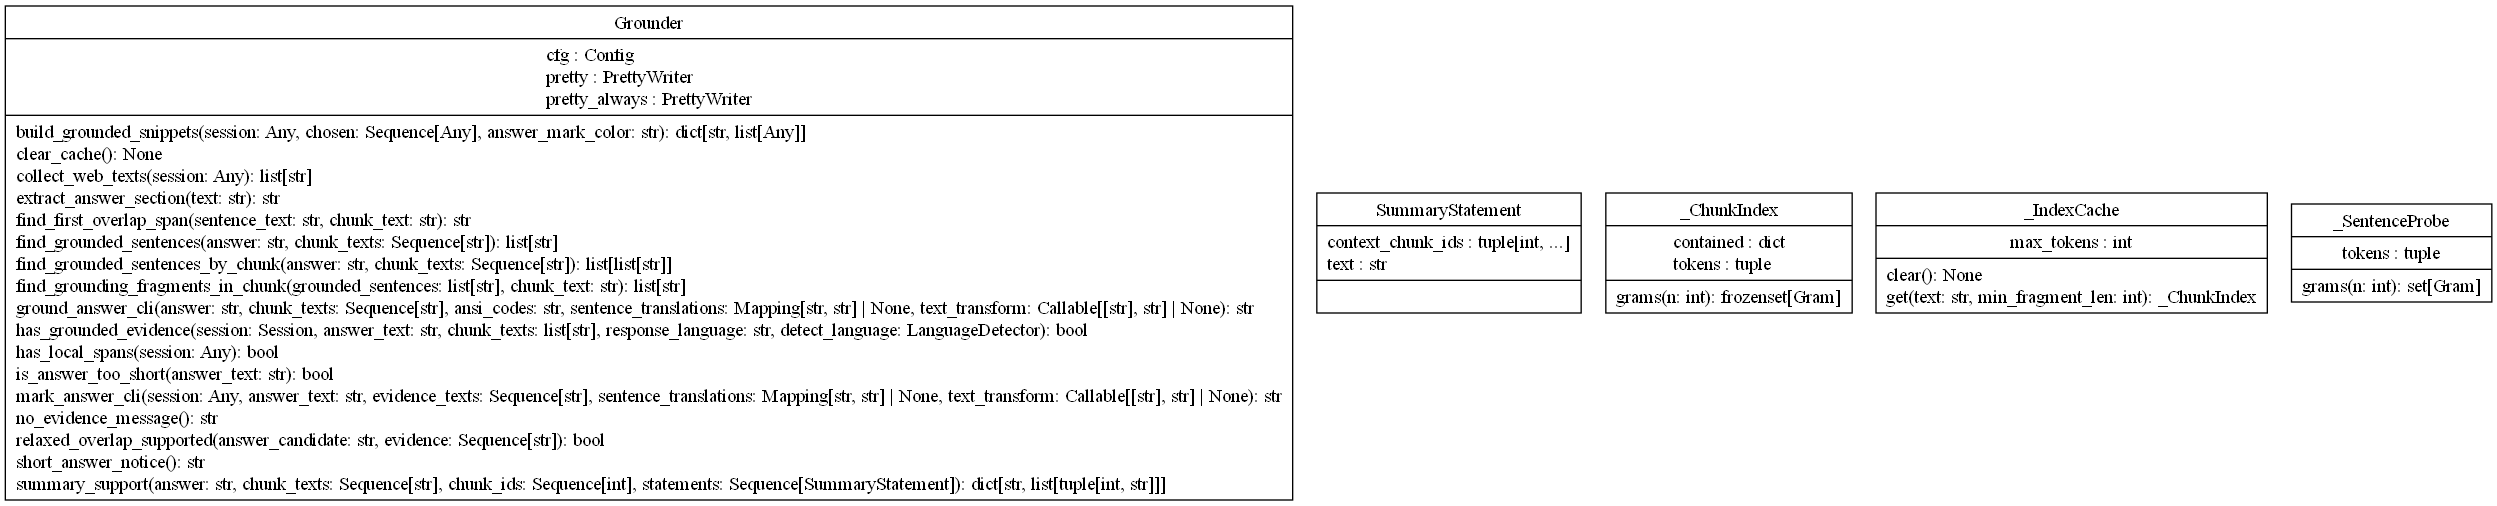 Grounder
cfg : Config
pretty : PrettyWriter
pretty_always : PrettyWriter
build_grounded_snippets(session: Any, chosen: Sequence[Any], answer_mark_color: str): dict[str, list[Any]]
clear_cache(): None
collect_web_texts(session: Any): list[str]
extract_answer_section(text: str): str
find_first_overlap_span(sentence_text: str, chunk_text: str): str
find_grounded_sentences(answer: str, chunk_texts: Sequence[str]): list[str]
find_grounded_sentences_by_chunk(answer: str, chunk_texts: Sequence[str]): list[list[str]]
find_grounding_fragments_in_chunk(grounded_sentences: list[str], chunk_text: str): list[str]
ground_answer_cli(answer: str, chunk_texts: Sequence[str], ansi_codes: str, sentence_translations: Mapping[str, str] | None, text_transform: Callable[[str], str] | None): str
has_grounded_evidence(session: Session, answer_text: str, chunk_texts: list[str], response_language: str, detect_language: LanguageDetector): bool
has_local_spans(session: Any): bool
is_answer_too_short(answer_text: str): bool
mark_answer_cli(session: Any, answer_text: str, evidence_texts: Sequence[str], sentence_translations: Mapping[str, str] | None, text_transform: Callable[[str], str] | None): str
no_evidence_message(): str
relaxed_overlap_supported(answer_candidate: str, evidence: Sequence[str]): bool
short_answer_notice(): str
summary_support(answer: str, chunk_texts: Sequence[str], chunk_ids: Sequence[int], statements: Sequence[SummaryStatement]): dict[str, list[tuple[int, str]]]
SummaryStatement
context_chunk_ids : tuple[int, ...]
text : str
_ChunkIndex
contained : dict
tokens : tuple
grams(n: int): frozenset[Gram]
_IndexCache
max_tokens : int
clear(): None
get(text: str, min_fragment_len: int): _ChunkIndex
_SentenceProbe
tokens : tuple
grams(n: int): set[Gram]